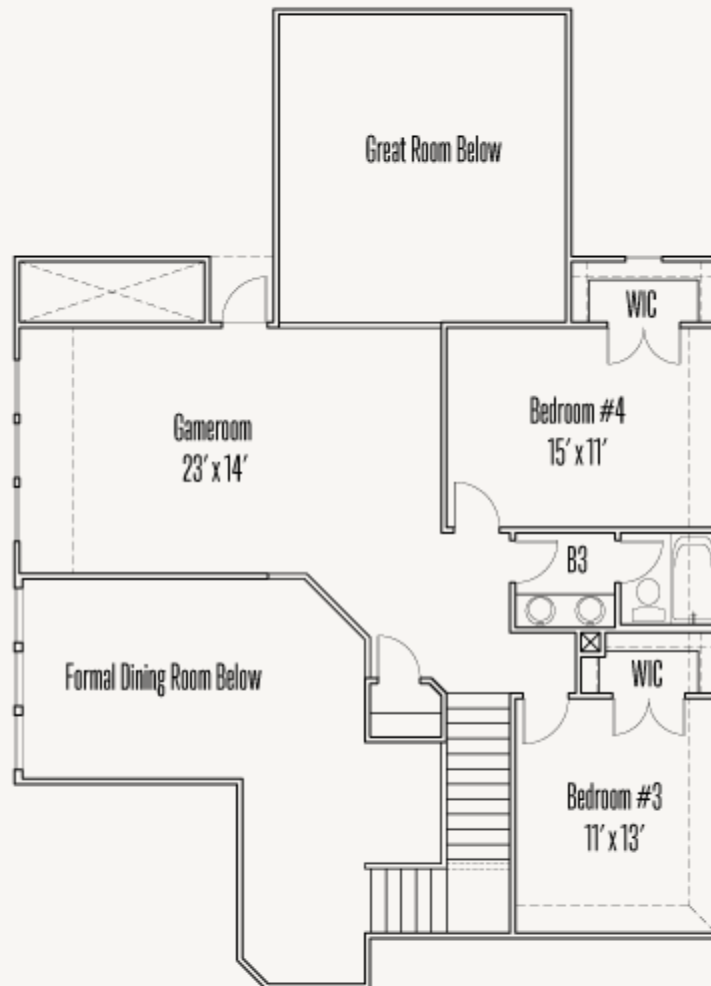 Great Room Below
WIC
Gameroom
23′ x 14′
Bedroom #4
15′ x 11′
B3
Formal Dining Room Below
WIC
Bedroom #3
11′ x 13′